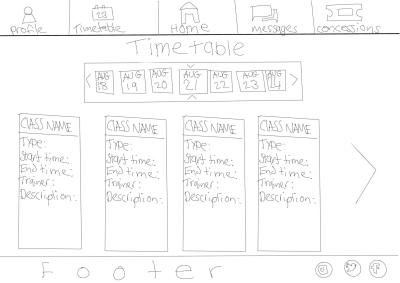 profile Timetable Home messages concessions
23
Timetable
AUG 18 AUG 19 AUG 20 AUG 21 AUG 22 AUG 23 AUG 24
CLASS NAME CLASS NAME CLASS NAME CLASS NAME
Type: Type: Type: Type:
Start time: Start time: Start time: Start time:
End time: End time: End time: End time:
Trainer: Trainer: Trainer: Trainer:
Description: Description: Description: Description:
Footer